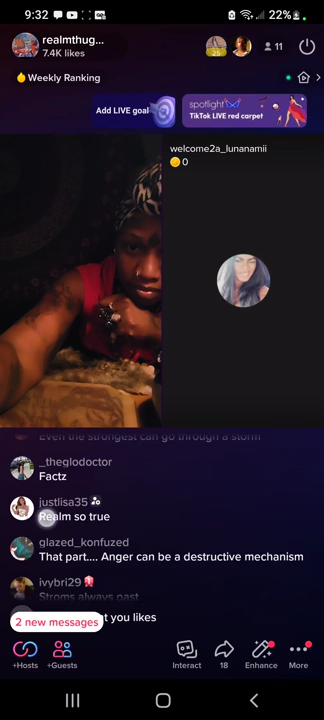 9:32
22%
realmthug...
7.4K likes
25
11
Weekly Ranking
Add LIVE goal
spotlight
TikTok LIVE red carpet
welcome2a_lunanamii
0
Even the strongest can go through a storm
_theglodoctor
Factz
justlisa35
Realm so true
glazed_konfuzed
That part.... Anger can be a destructive mechanism
ivybri29
Storms always past
2 new messages
t you likes
+Hosts
+Guests
Interact
18
Enhance
More